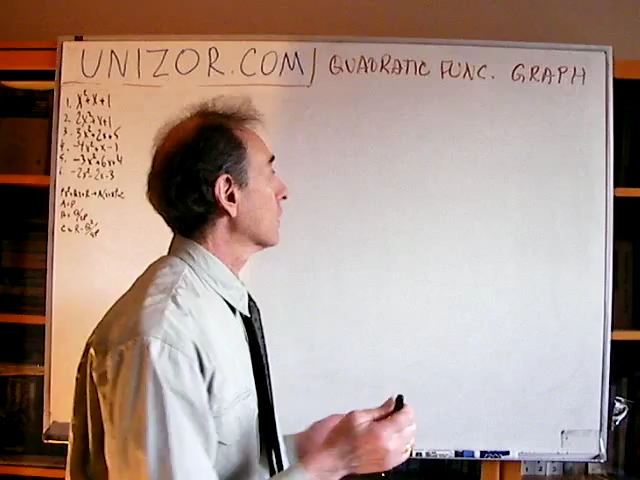 UNIZOR.COM/ QUADRATIC FUNC. GRAPH
1. x²+x+1
2. 2x²+x+1
3. 3x²+2x+5
4. -4x²+x-1
5. -3x²+6x+4
-2x²-2x-3
A=P